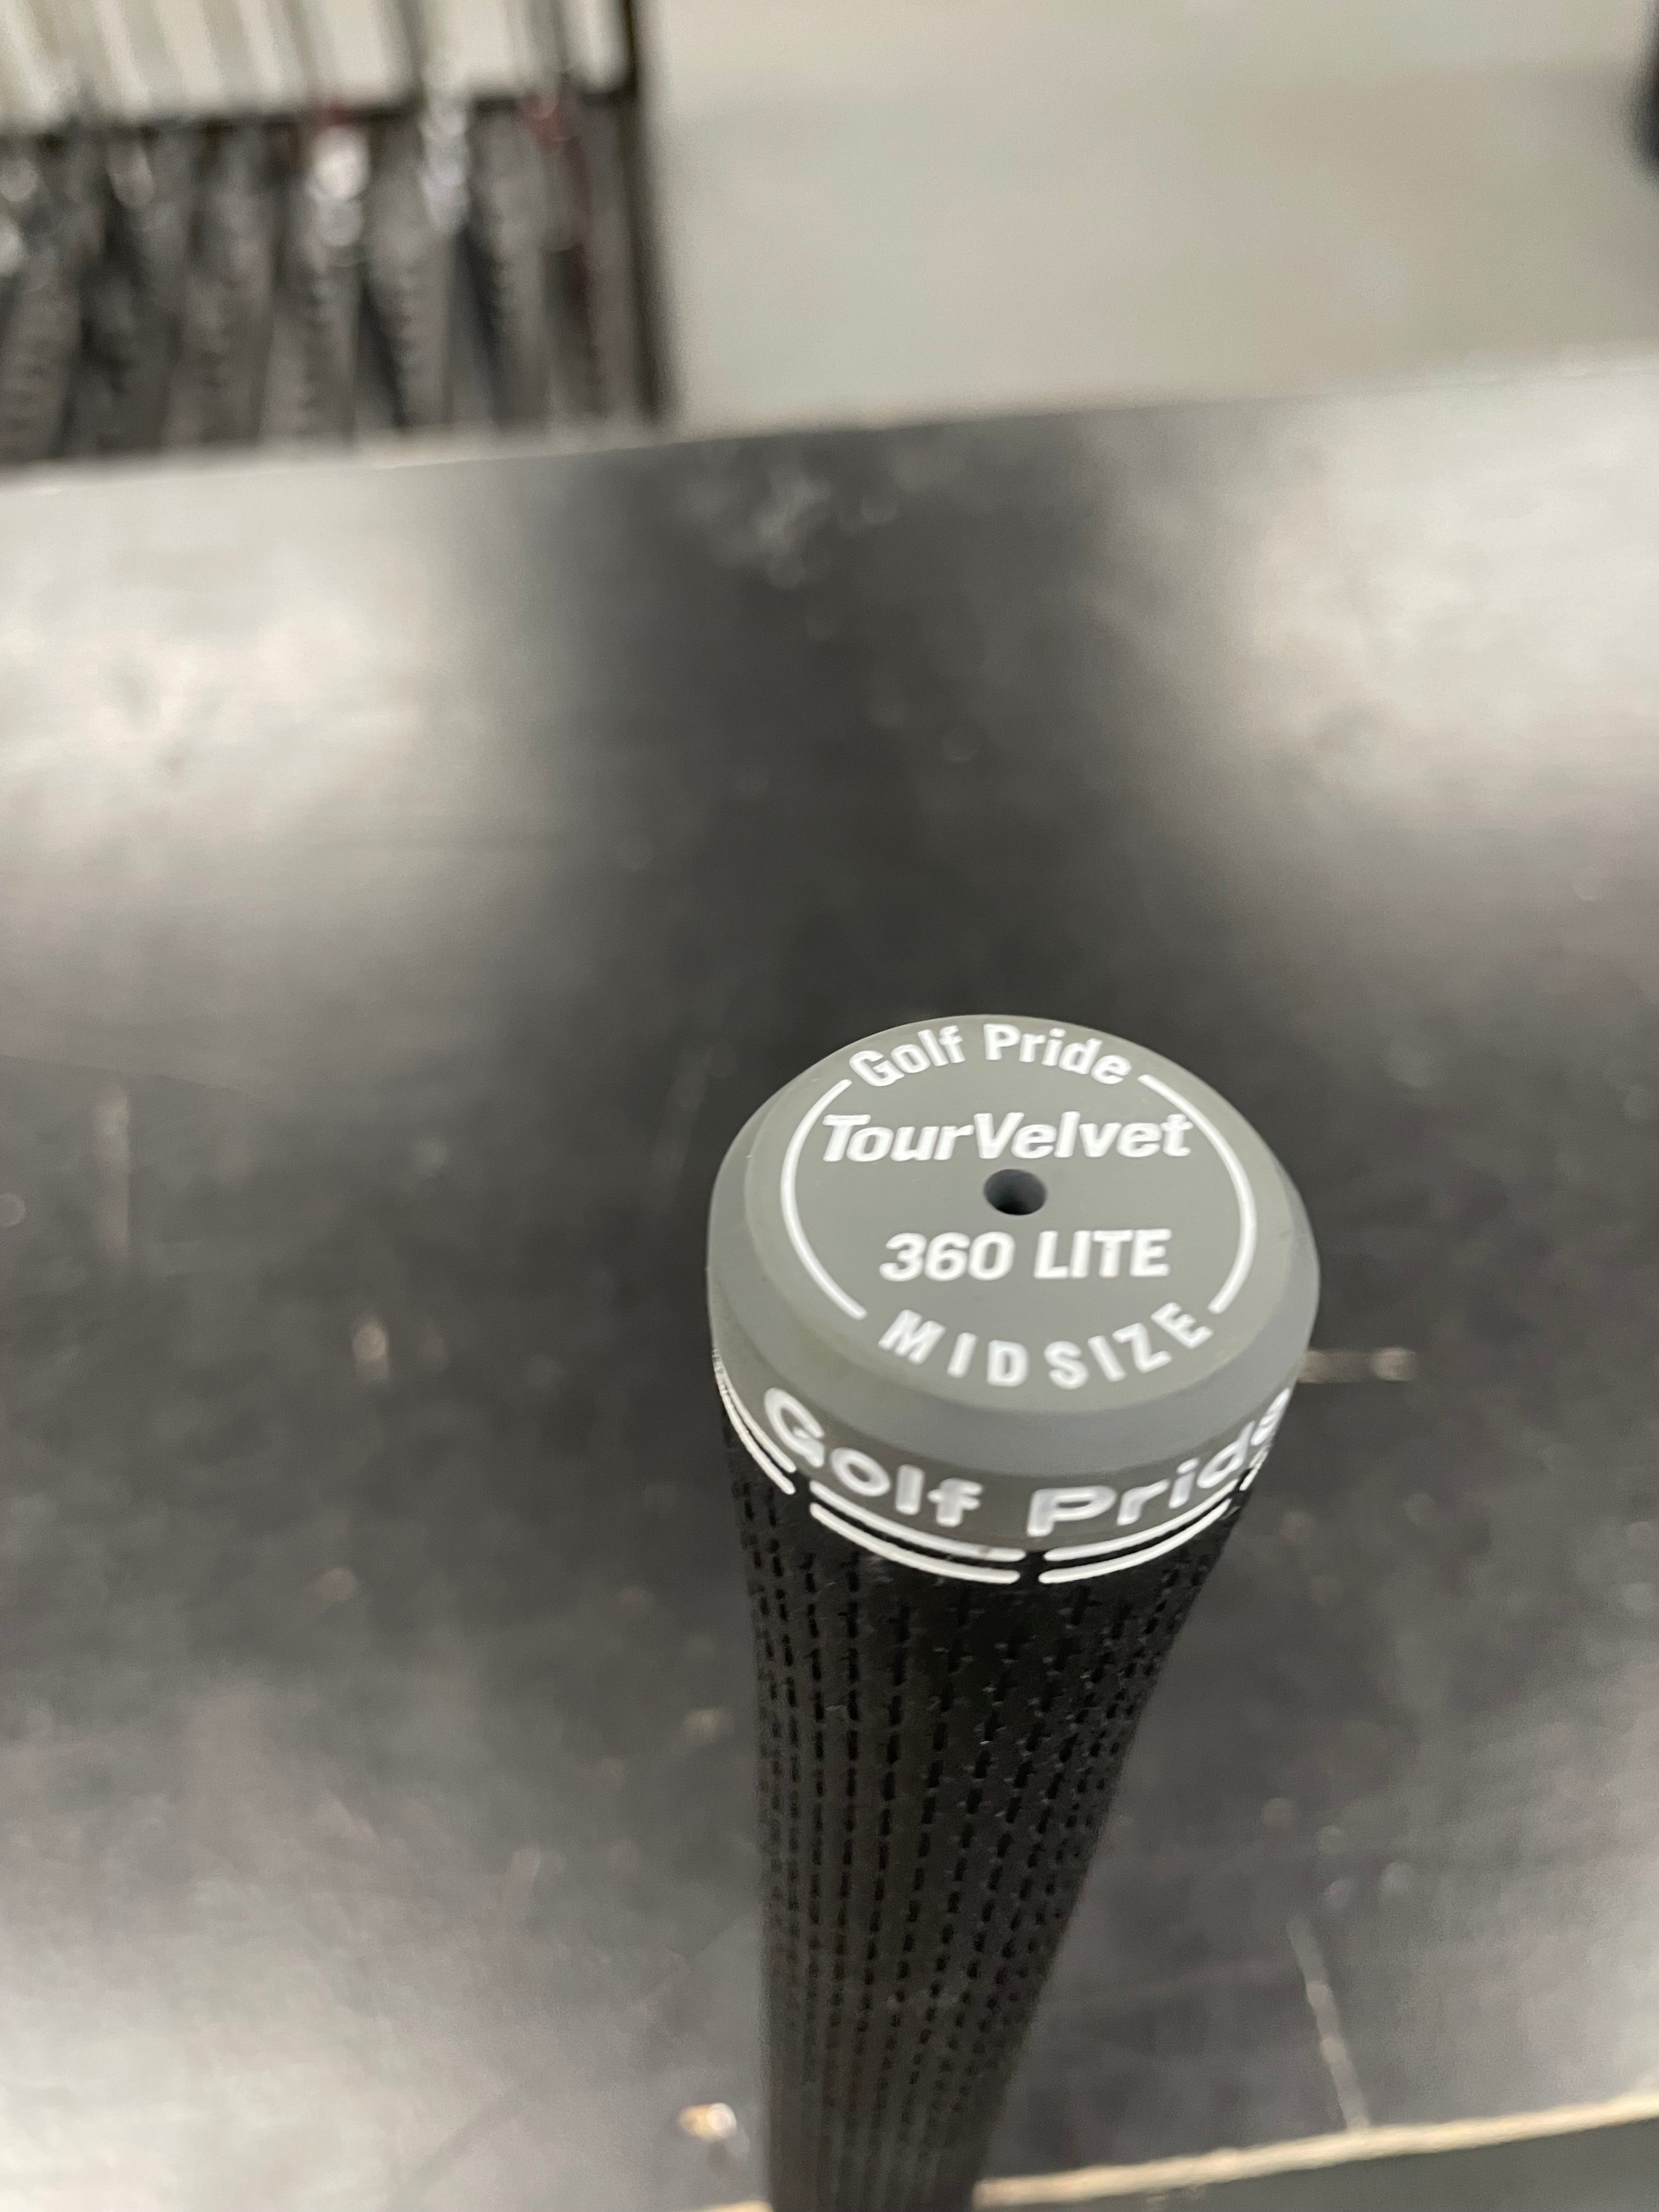 Golf Pride
TourVelvet
360 LITE
MIDSIZE
Golf Pride